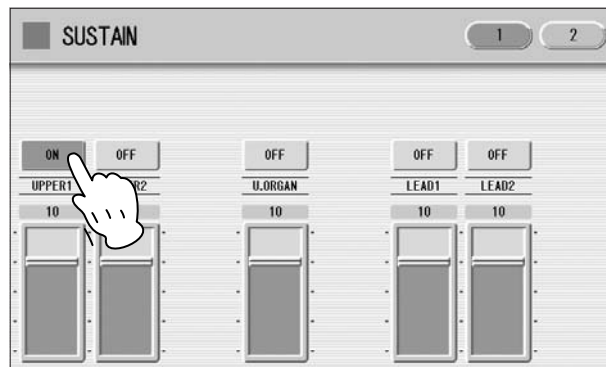 SUSTAIN 1 2
ON OFF OFF OFF OFF
UPPER1 U.ORGAN LEAD1 LEAD2
10 10 10 10